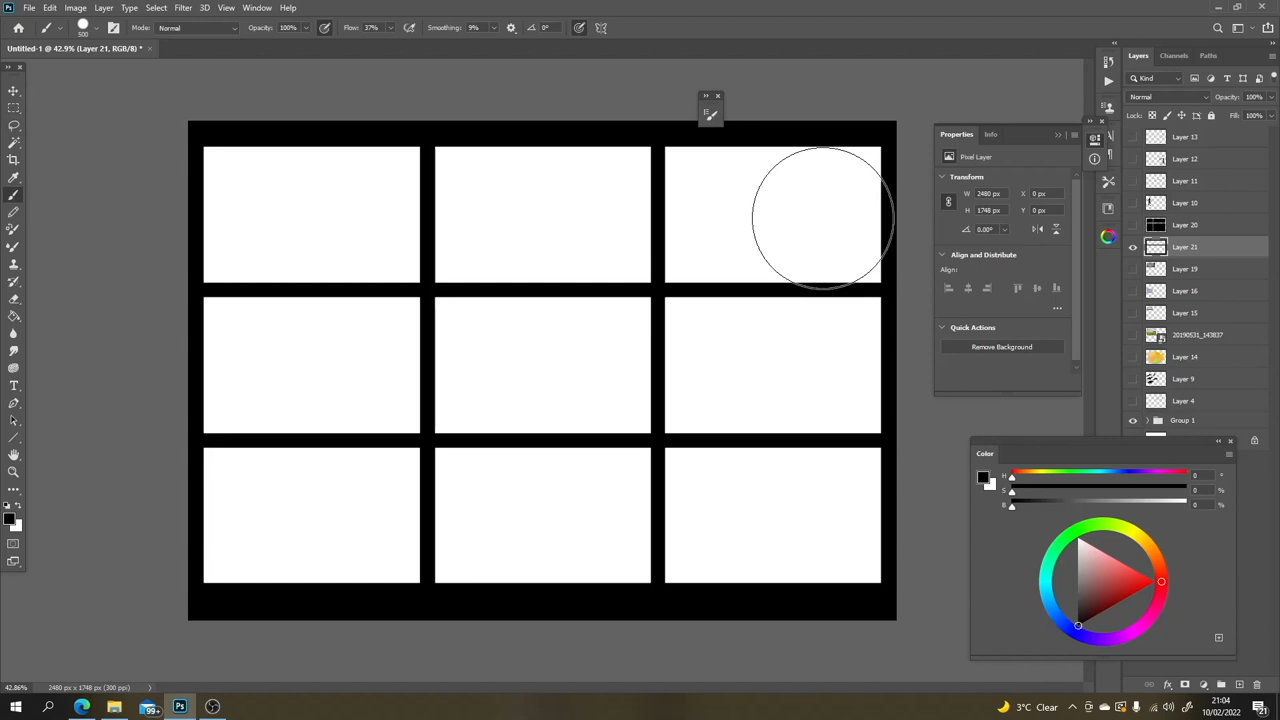 Ps File Edit Image Layer Type Select Filter 3D View Window Help
500 Mode: Normal Opacity: 100% Flow: 37% Smoothing: 9% 0°
Untitled-1 @ 42.9% (Layer 21, RGB/8) *
Layers Channels Paths
Kind
Normal Opacity: 100%
Lock: Fill: 100%
Layer 13
Layer 12
Layer 11
Layer 10
Layer 20
Layer 21
Layer 19
Layer 16
Layer 15
20190531_143837
Layer 14
Layer 9
Layer 4
Group 1
Properties Info
Pixel Layer
Transform
W 2480 px X 0 px
H 1748 px Y 0 px
0.00°
Align and Distribute
Align:
Quick Actions
Remove Background
Color
H 0 °
S 0 %
B 0 %
42.86% 2480 px x 1748 px (300 ppi)
99+ Ps 3°C Clear 21:04
10/02/2022